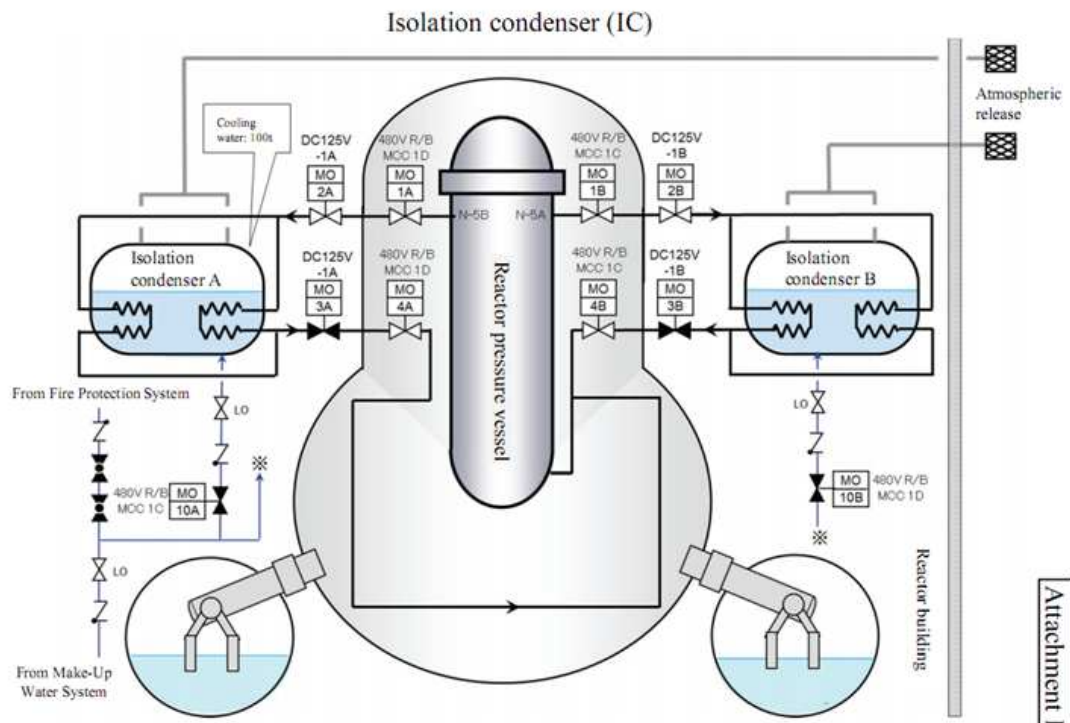 Isolation condenser (IC)
Atmospheric
release
Cooling
water: 100t
DC125V
-1A
MO
2A
480V R/B
MCC 1D
MO
1A
480V R/B
MCC 1C
MO
1B
DC125V
-1B
MO
2B
N-5B
N-5A
Isolation
condenser A
DC125V
-1A
MO
3A
480V R/B
MCC 1D
MO
4A
Reactor pressure vessel
480V R/B
MCC 1C
MO
4B
DC125V
-1B
MO
3B
Isolation
condenser B
From Fire Protection System
LO
LO
※
480V R/B
MCC 1C
MO
10A
MO
10B
480V R/B
MCC 1D
※
LO
From Make-Up
Water System
Reactor building
Attachment